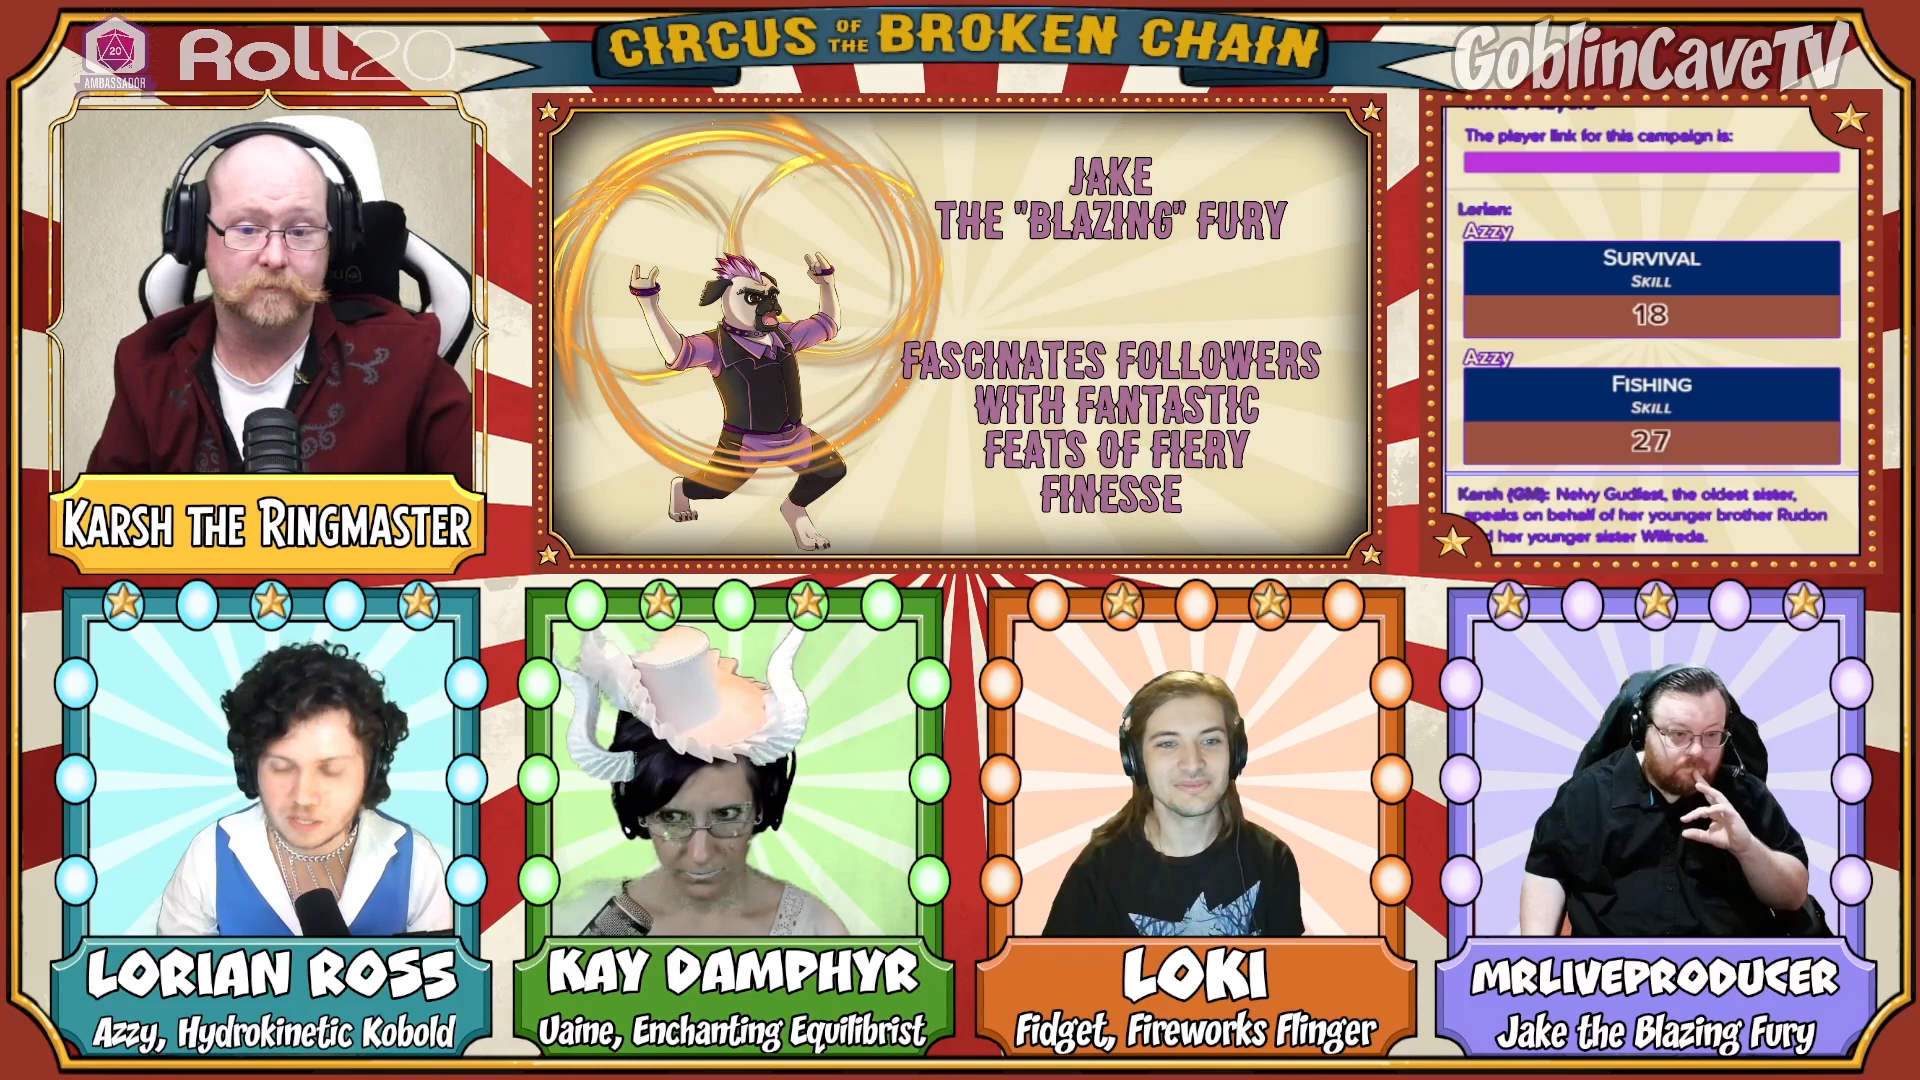 20
AMBASSADOR
Roll20
CIRCUS OF THE BROKEN CHAIN
GoblinCaveTV
JAKE
THE "BLAZING" FURY
FASCINATES FOLLOWERS
WITH FANTASTIC
FEATS OF FIERY
FINESSE
The player link for this campaign is:
Lorian:
Azzy
SURVIVAL
SKILL
18
Azzy
FISHING
SKILL
27
Karsh (GM): Nelvy Gudfest, the oldest sister,
speaks on behalf of her younger brother Rudon
her younger sister Wilfreda.
KARSH THE RINGMASTER
LORIAN ROSS
Azzy, Hydrokinetic Kobold
KAY DAMPHYR
Vaine, Enchanting Equilibrist
LOKI
Fidget, Fireworks Flinger
MRLIVEPRODUCER
Jake the Blazing Fury